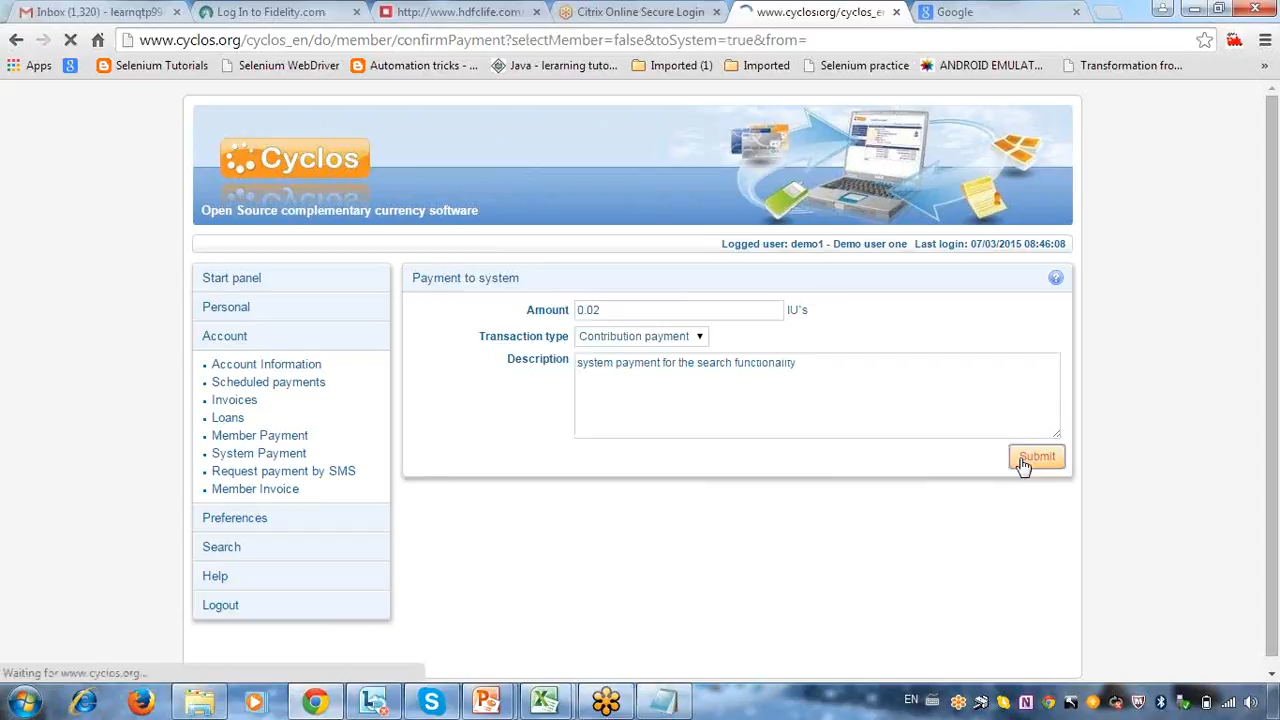 Inbox (1,320) - learnqtp99
Log In to Fidelity.com
http://www.hdfclife.com
Citrix Online Secure Login
www.cyclos.org/cyclos_en
Google
www.cyclos.org/cyclos_en/do/member/confirmPayment?selectMember=false&toSystem=true&from=
Apps
Selenium Tutorials
Selenium WebDriver
Automation tricks - ...
Java - learning tuto...
Imported (1)
Imported
Selenium practice
ANDROID EMULAT...
Transformation fro...
»
Cyclos
Open Source complementary currency software
Logged user: demo1 - Demo user one Last login: 07/03/2015 08:46:08
Start panel
Personal
Account
Account Information
Scheduled payments
Invoices
Loans
Member Payment
System Payment
Request payment by SMS
Member Invoice
Preferences
Search
Help
Logout
Payment to system
?
Amount 0.02 IU's
Transaction type Contribution payment
Description system payment for the search functionality
Submit
Waiting for www.cyclos.org...
EN